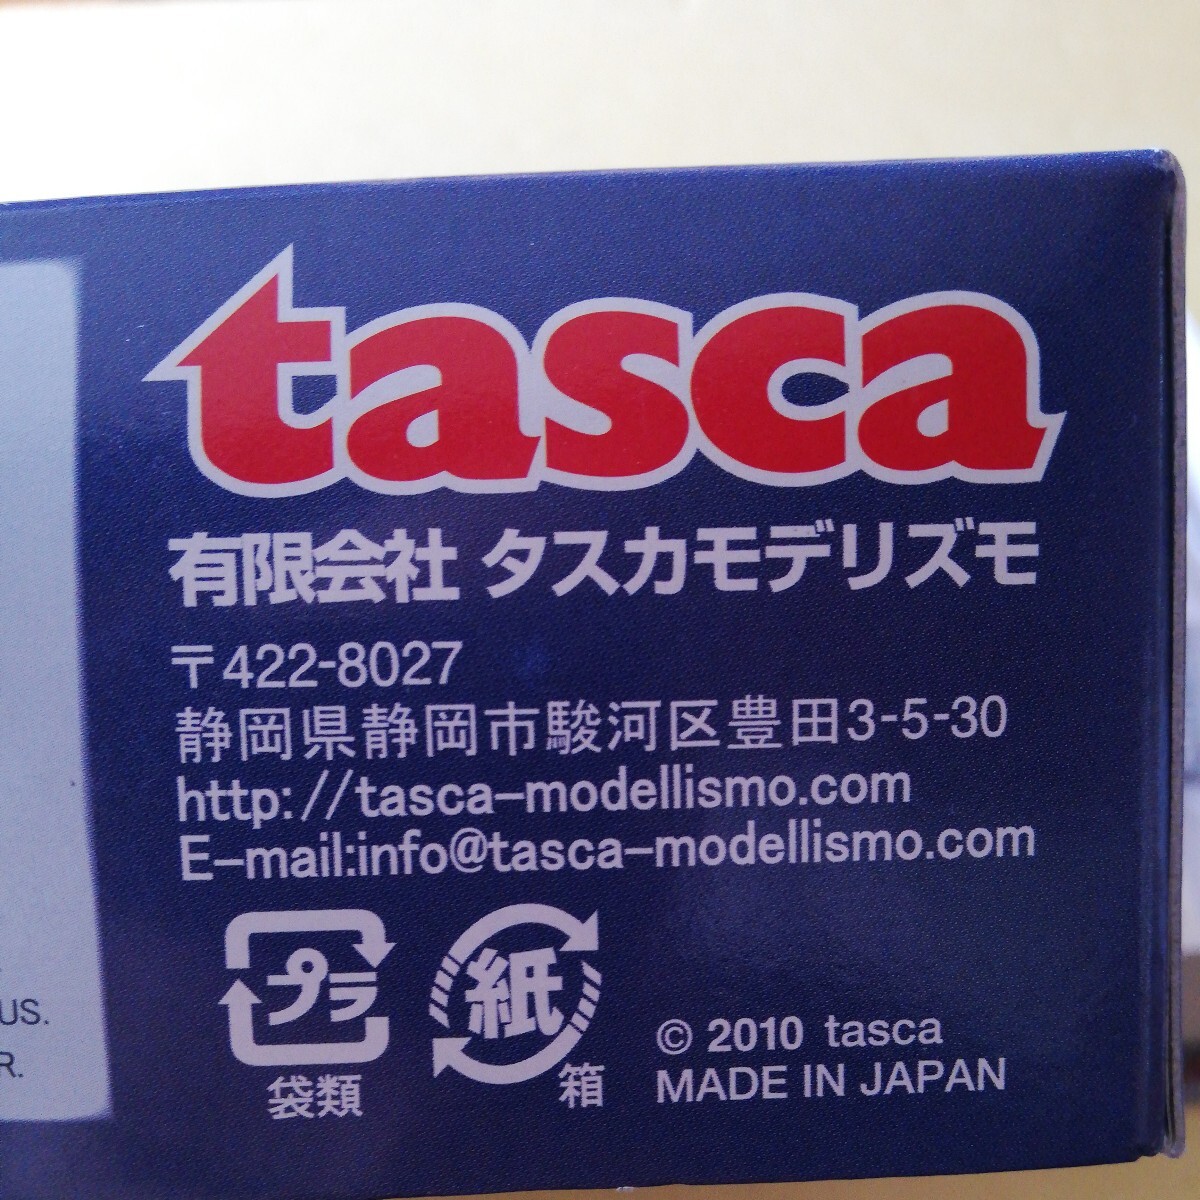 tasca
有限会社 タスカモデリズモ
〒422-8027
静岡県静岡市駿河区豊田3-5-30
http://tasca-modellismo.com
E-mail:info@tasca-modellismo.com
プラ
袋類
紙
箱
© 2010 tasca
MADE IN JAPAN
US.
R.